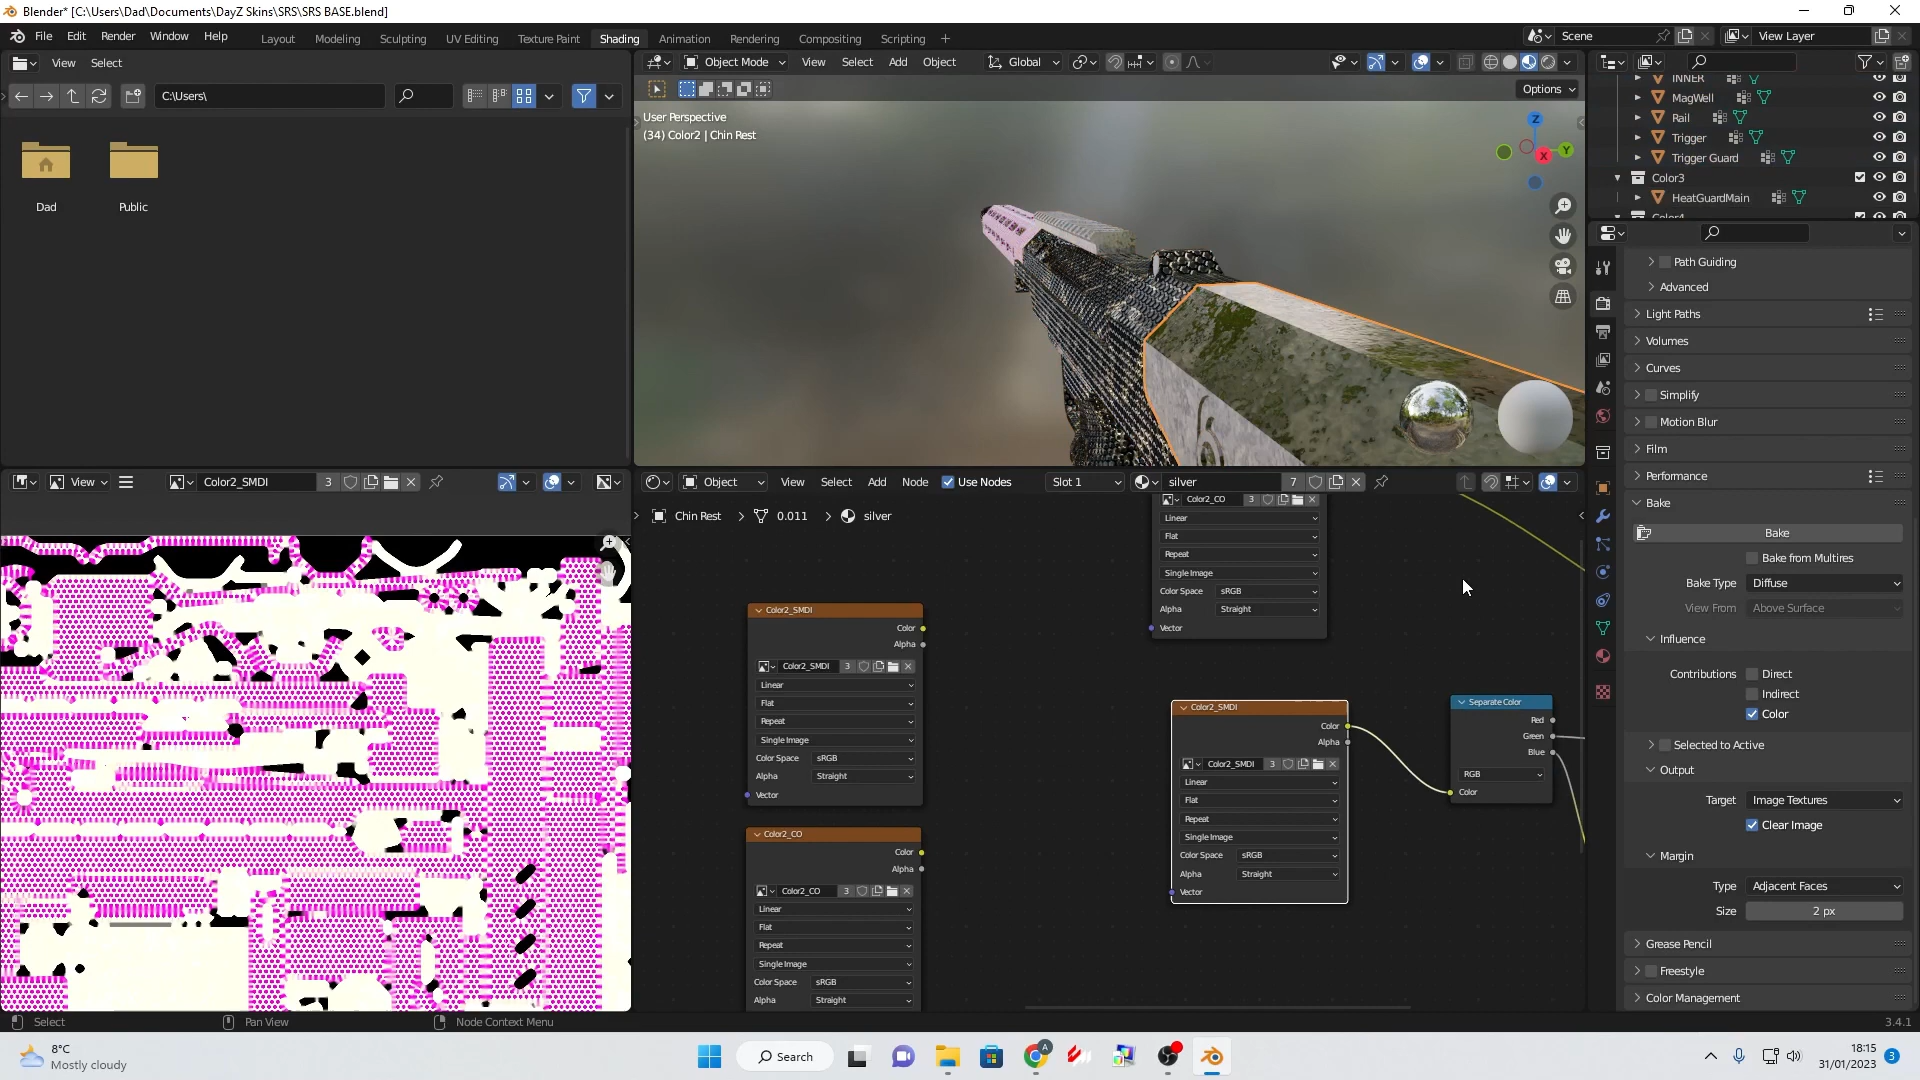 Blender* [C:\Users\Dad\Documents\DayZ Skins\SRS\SRS BASE.blend]
File Edit Render Window Help Layout Modeling Sculpting UV Editing Texture Paint Shading Animation Rendering Compositing Scripting + Scene View Layer
View Select
Object Mode View Select Add Object Global
C:\Users\
Options
Dad Public
User Perspective
(34) Color2 | Chin Rest
Z
Y
X
INNER
MagWell
Rail
Trigger
Trigger Guard
Color3
HeatGuardMain
Path Guiding
Advanced
Light Paths
Volumes
Curves
Simplify
Motion Blur
Film
Performance
Bake
Bake
Bake from Multires
Bake Type Diffuse
View From Above Surface
Influence
Contributions Direct
Indirect
Color
Selected to Active
Output
Target Image Textures
Clear Image
Margin
Type Adjacent Faces
Size 2 px
Grease Pencil
Freestyle
Color Management
View Color2_SMDI 3
Object View Select Add Node Use Nodes Slot 1 silver 7
Chin Rest > 0.011 > silver
Color2_CO 3
Linear
Flat
Repeat
Single Image
Color Space sRGB
Alpha Straight
Vector
Color2_SMDI
Color
Alpha
Color2_SMDI 3
Linear
Flat
Repeat
Single Image
Color Space sRGB
Alpha Straight
Vector
Color2_CO
Color
Alpha
Color2_CO 3
Linear
Flat
Repeat
Single Image
Color Space sRGB
Alpha Straight
Color2_SMDI
Color
Alpha
Color2_SMDI 3
Linear
Flat
Repeat
Single Image
Color Space sRGB
Alpha Straight
Vector
Separate Color
Red
Green
Blue
RGB
Color
Select Pan View Node Context Menu 3.4.1
8°C
Mostly cloudy
Search
A
18:15
31/01/2023
3